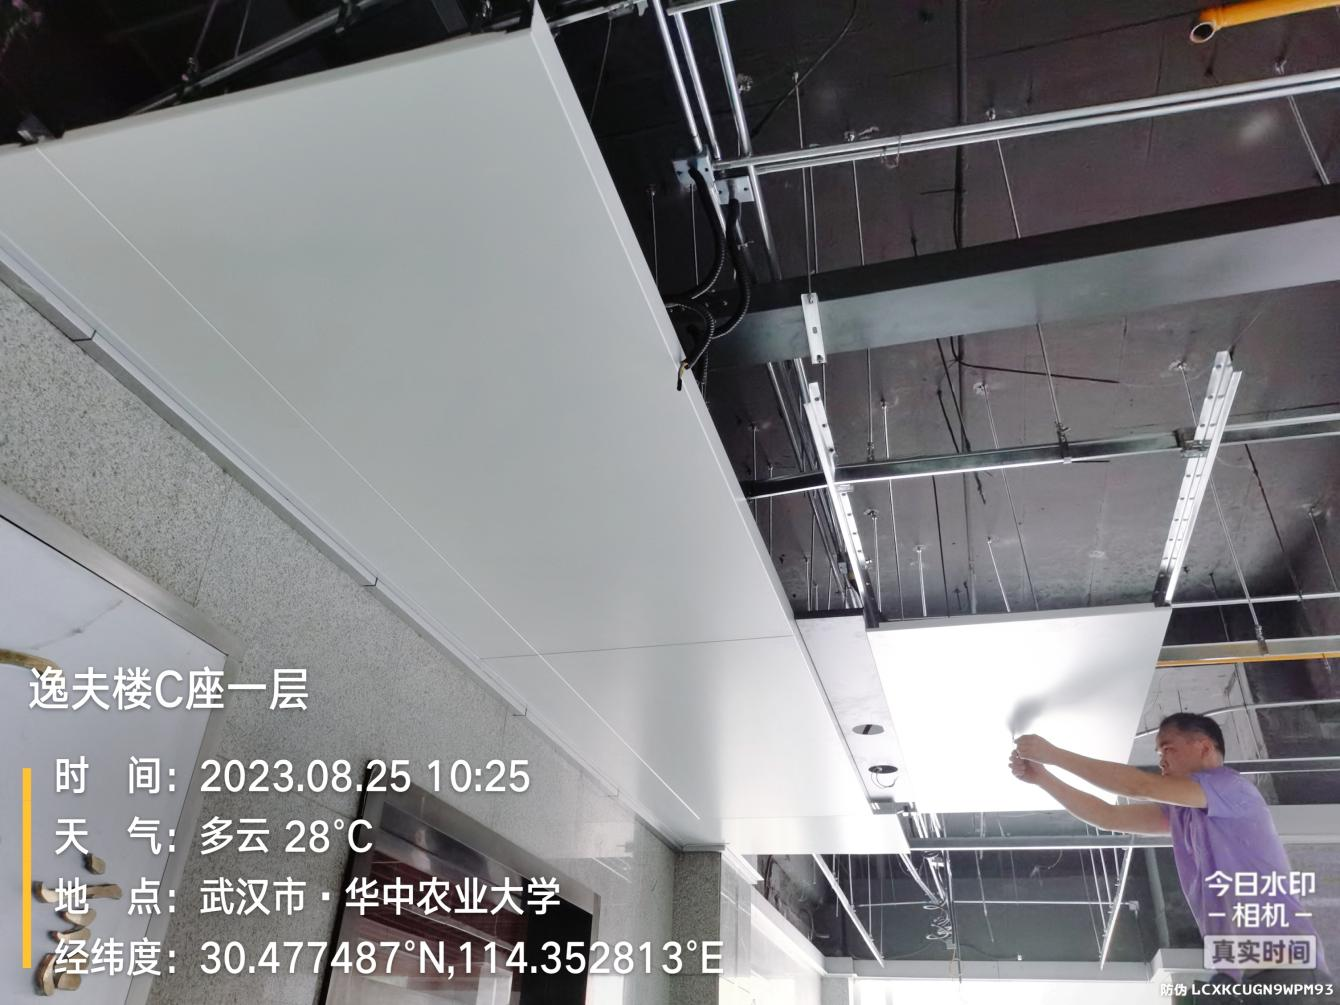 逸夫楼C座一层
时 间：2023.08.25 10:25
天 气：多云 28℃
地 点：武汉市·华中农业大学
经纬度：30.477487°N,114.352813°E
今日水印
-相机-
真实时间
防伪 LCXKCUGN9WPM93